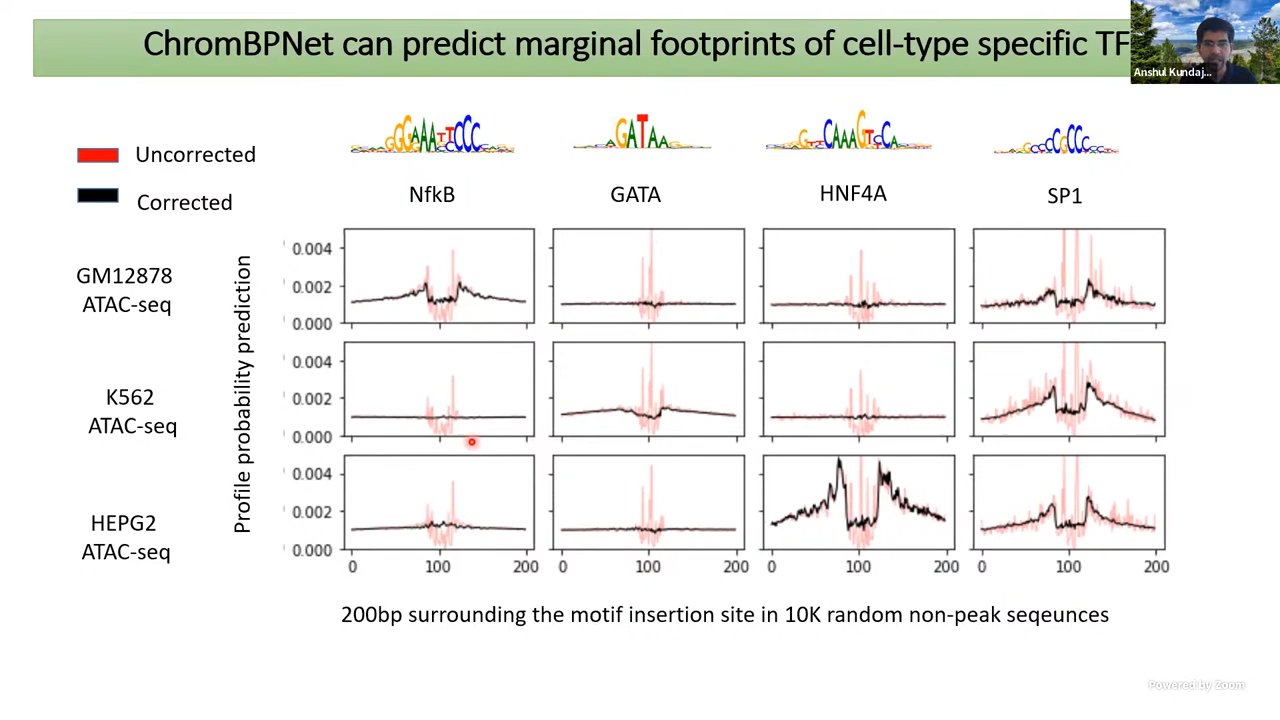 ChromBPNet can predict marginal footprints of cell-type specific TF
Anshul Kundaj...
Uncorrected
Corrected
NfkB
GATA
HNF4A
SP1
GM12878
ATAC-seq
K562
ATAC-seq
HEPG2
ATAC-seq
Profile probability prediction
0.004
0.002
0.000
0.004
0.002
0.000
0.004
0.002
0.000
0 100 200 0 100 200 0 100 200 0 100 200
200bp surrounding the motif insertion site in 10K random non-peak seqeunces
Powered by Zoom